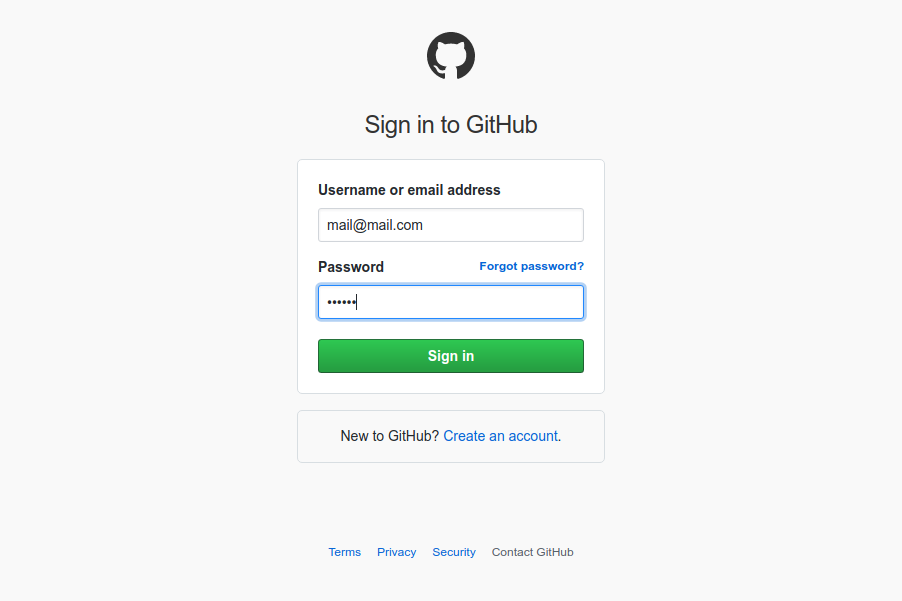 Sign in to GitHub
Username or email address
mail@mail.com
Password Forgot password?
••••••
Sign in
New to GitHub? Create an account.
Terms Privacy Security Contact GitHub